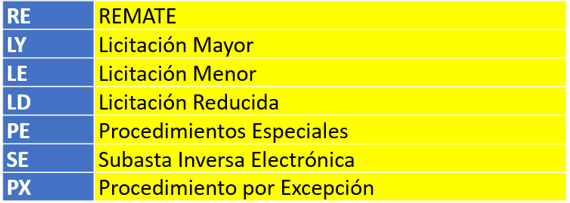 RE REMATE
LY Licitación Mayor
LE Licitación Menor
LD Licitación Reducida
PE Procedimientos Especiales
SE Subasta Inversa Electrónica
PX Procedimiento por Excepción